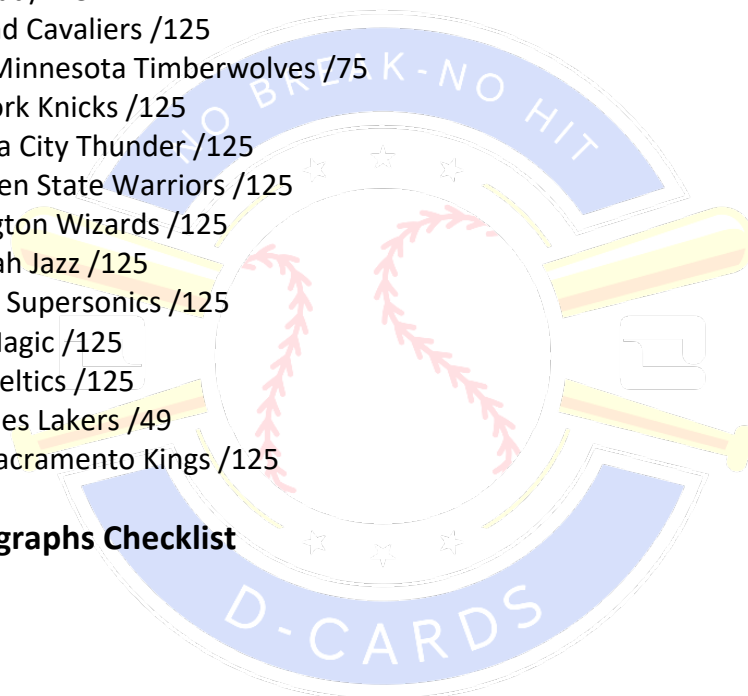 d Cavaliers /125
Minnesota Timberwolves /75
rk Knicks /125
a City Thunder /125
en State Warriors /125
gton Wizards /125
ah Jazz /125
Supersonics /125
agic /125
eltics /125
es Lakers /49
acramento Kings /125
graphs Checklist
NO BREAK-NO HIT
D-CARDS